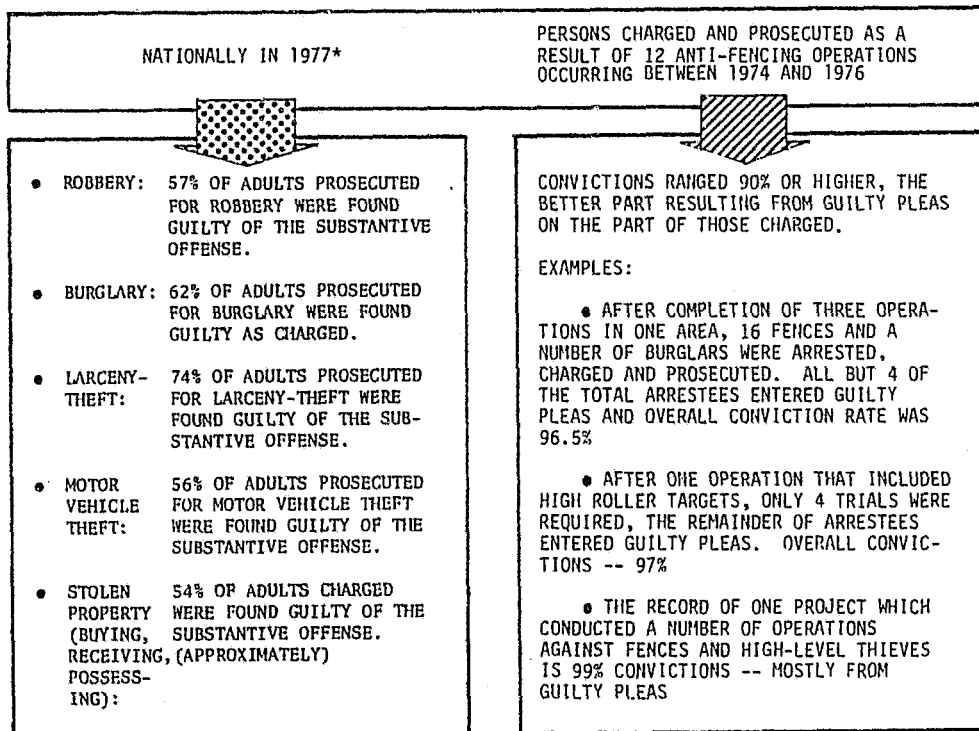 NATIONALLY IN 1977*
PERSONS CHARGED AND PROSECUTED AS A
RESULT OF 12 ANTI-FENCING OPERATIONS
OCCURRING BETWEEN 1974 AND 1976
• ROBBERY: 57% OF ADULTS PROSECUTED
FOR ROBBERY WERE FOUND
GUILTY OF THE SUBSTANTIVE
OFFENSE.
• BURGLARY: 62% OF ADULTS PROSECUTED
FOR BURGLARY WERE FOUND
GUILTY AS CHARGED.
• LARCENY- 74% OF ADULTS PROSECUTED
THEFT: FOR LARCENY-THEFT WERE
FOUND GUILTY OF THE SUB-
STANTIVE OFFENSE.
• MOTOR 56% OF ADULTS PROSECUTED
VEHICLE FOR MOTOR VEHICLE THEFT
THEFT: WERE FOUND GUILTY OF THE
SUBSTANTIVE OFFENSE.
• STOLEN 54% OF ADULTS CHARGED
PROPERTY WERE FOUND GUILTY OF THE
(BUYING, SUBSTANTIVE OFFENSE.
RECEIVING, (APPROXIMATELY)
POSSESS-
ING):
CONVICTIONS RANGED 90% OR HIGHER, THE
BETTER PART RESULTING FROM GUILTY PLEAS
ON THE PART OF THOSE CHARGED.
EXAMPLES:
• AFTER COMPLETION OF THREE OPERA-
TIONS IN ONE AREA, 16 FENCES AND A
NUMBER OF BURGLARS WERE ARRESTED,
CHARGED AND PROSECUTED. ALL BUT 4 OF
THE TOTAL ARRESTEES ENTERED GUILTY
PLEAS AND OVERALL CONVICTION RATE WAS
96.5%
• AFTER ONE OPERATION THAT INCLUDED
HIGH ROLLER TARGETS, ONLY 4 TRIALS WERE
REQUIRED, THE REMAINDER OF ARRESTEES
ENTERED GUILTY PLEAS. OVERALL CONVIC-
TIONS -- 97%
• THE RECORD OF ONE PROJECT WHICH
CONDUCTED A NUMBER OF OPERATIONS
AGAINST FENCES AND HIGH-LEVEL THIEVES
IS 99% CONVICTIONS -- MOSTLY FROM
GUILTY PLEAS